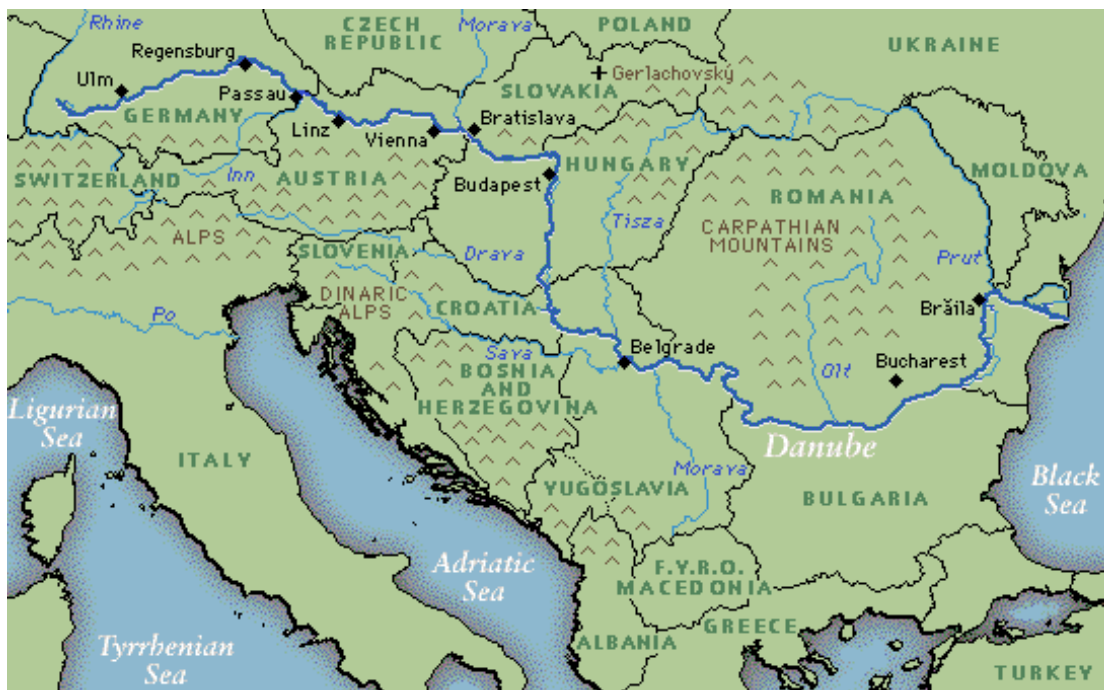 Rhine
CZECH
REPUBLIC
Morava
POLAND
UKRAINE
Regensburg
Gerlachovský
Ulm
SLOVAKIA
Passau
GERMANY
Linz
Vienna
Bratislava
HUNGARY
MOLDOVA
SWITZERLAND
Inn
AUSTRIA
Budapest
ROMANIA
Tisza
CARPATHIAN
MOUNTAINS
ALPS
SLOVENIA
Drava
Prut
DINARIC
ALPS
CROATIA
Po
Brăila
Belgrade
Sava
Bucharest
Olt
BOSNIA
AND
HERZEGOVINA
Ligurian
Sea
Danube
ITALY
Morava
Black
Sea
YUGOSLAVIA
BULGARIA
Adriatic
Sea
F.Y.R.O.
MACEDONIA
GREECE
ALBANIA
Tyrrhenian
Sea
TURKEY